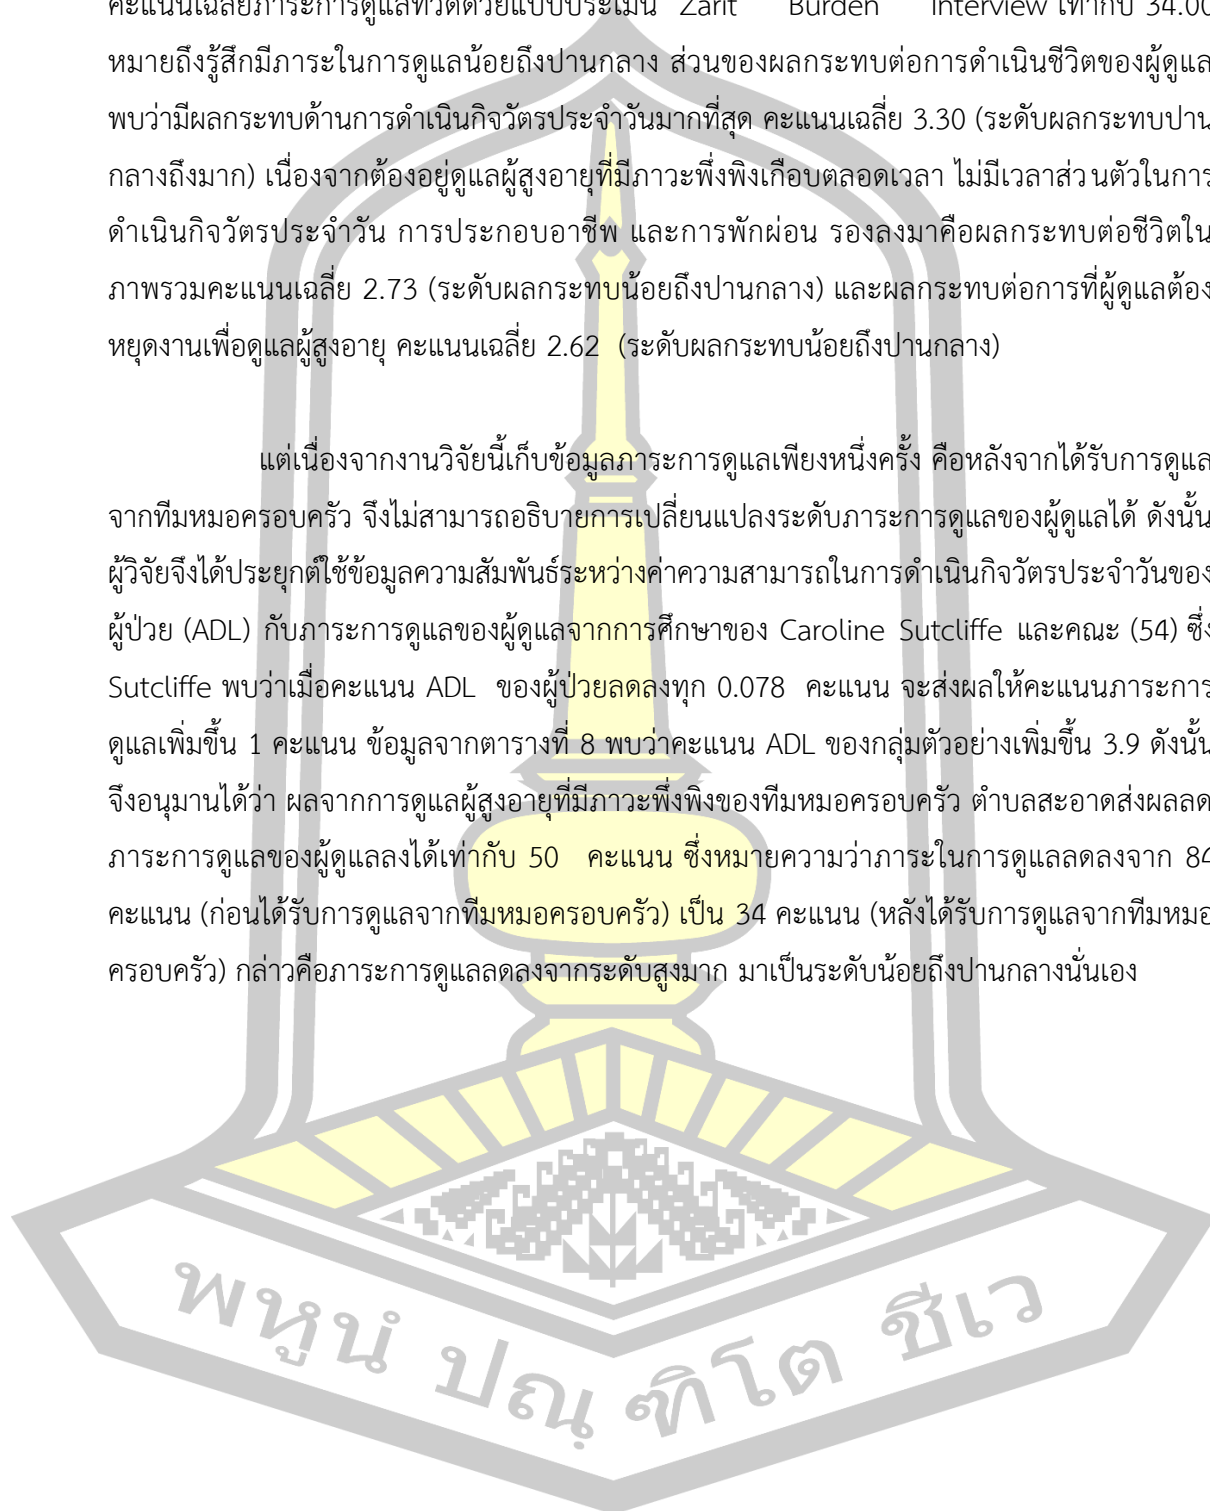 คะแนนเฉลี่ยภาระการดูแลที่วัดด้วยแบบประเมิน Zarit Burden Interview เท่ากับ 34.00
หมายถึงรู้สึกมีภาระในการดูแลน้อยถึงปานกลาง ส่วนของผลกระทบต่อการดำเนินชีวิตของผู้ดูแล
พบว่ามีผลกระทบด้านการดำเนินกิจวัตรประจำวันมากที่สุด คะแนนเฉลี่ย 3.30 (ระดับผลกระทบปาน
กลางถึงมาก) เนื่องจากต้องอยู่ดูแลผู้สูงอายุที่มีภาวะพึ่งพิงเกือบตลอดเวลา ไม่มีเวลาส่วนตัวในการ
ดำเนินกิจวัตรประจำวัน การประกอบอาชีพ และการพักผ่อน รองลงมาคือผลกระทบต่อชีวิตใน
ภาพรวมคะแนนเฉลี่ย 2.73 (ระดับผลกระทบน้อยถึงปานกลาง) และผลกระทบต่อการที่ผู้ดูแลต้อง
หยุดงานเพื่อดูแลผู้สูงอายุ คะแนนเฉลี่ย 2.62 (ระดับผลกระทบน้อยถึงปานกลาง)
แต่เนื่องจากงานวิจัยนี้เก็บข้อมูลภาระการดูแลเพียงหนึ่งครั้ง คือหลังจากได้รับการดูแล
จากทีมหมอครอบครัว จึงไม่สามารถอธิบายการเปลี่ยนแปลงระดับภาระการดูแลของผู้ดูแลได้ ดังนั้น
ผู้วิจัยจึงได้ประยุกต์ใช้ข้อมูลความสัมพันธ์ระหว่างค่าความสามารถในการดำเนินกิจวัตรประจำวันของ
ผู้ป่วย (ADL) กับภาระการดูแลของผู้ดูแลจากการศึกษาของ Caroline Sutcliffe และคณะ (54) ซึ่ง
Sutcliffe พบว่าเมื่อคะแนน ADL ของผู้ป่วยลดลงทุก 0.078 คะแนน จะส่งผลให้คะแนนภาระการ
ดูแลเพิ่มขึ้น 1 คะแนน ข้อมูลจากตารางที่ 8 พบว่าคะแนน ADL ของกลุ่มตัวอย่างเพิ่มขึ้น 3.9 ดังนั้น
จึงอนุมานได้ว่า ผลจากการดูแลผู้สูงอายุที่มีภาวะพึ่งพิงของทีมหมอครอบครัว ตำบลสะอาดส่งผลลด
ภาระการดูแลของผู้ดูแลลงได้เท่ากับ 50 คะแนน ซึ่งหมายความว่าภาระในการดูแลลดลงจาก 84
คะแนน (ก่อนได้รับการดูแลจากทีมหมอครอบครัว) เป็น 34 คะแนน (หลังได้รับการดูแลจากทีมหมอ
ครอบครัว) กล่าวคือภาระการดูแลลดลงจากระดับสูงมาก มาเป็นระดับน้อยถึงปานกลางนั่นเอง
พหูนํ ปณฺฑิโต ชีเว